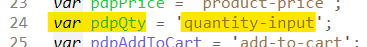 23 var pdpPrice = 'product-price';
24 var pdpQty = 'quantity-input';
25 var pdpAddToCart = 'add-to-cart';